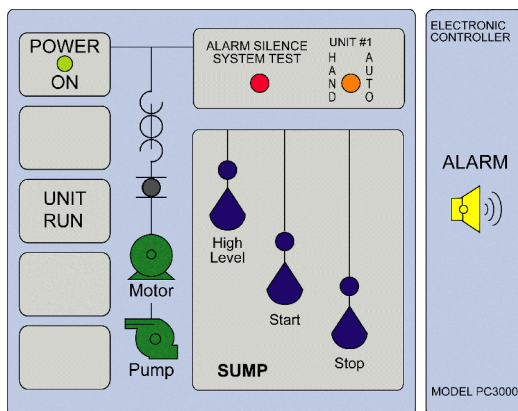 POWER
ON
UNIT
RUN
Motor
Pump
ALARM SILENCE
SYSTEM TEST
UNIT #1
HAND
AUTO
High
Level
Start
Stop
SUMP
ELECTRONIC
CONTROLLER
ALARM
MODEL PC3000